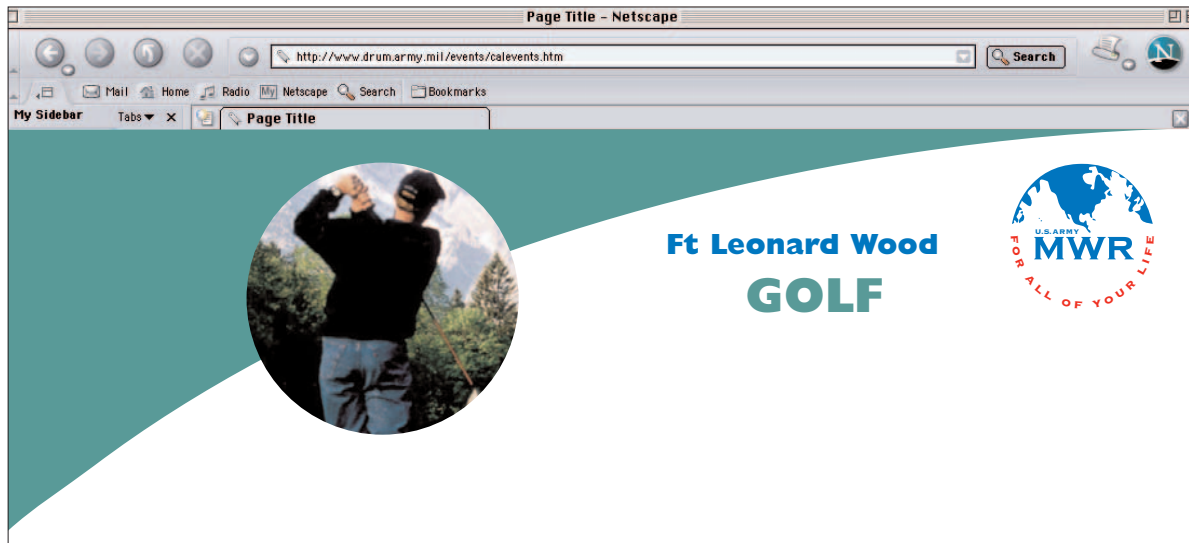 Page Title - Netscape
http://www.drum.army.mil/events/calevents.htm
Search
Mail Home Radio My Netscape Search Bookmarks
My Sidebar Tabs Page Title
N
Ft Leonard Wood
GOLF
U.S.ARMY
MWR
FOR ALL OF YOUR LIFE